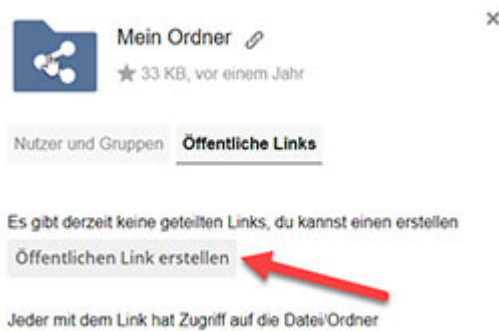 Mein Ordner
33 KB, vor einem Jahr
Nutzer und Gruppen Öffentliche Links
Es gibt derzeit keine geteilten Links, du kannst einen erstellen
Öffentlichen Link erstellen
Jeder mit dem Link hat Zugriff auf die Datei/Ordner